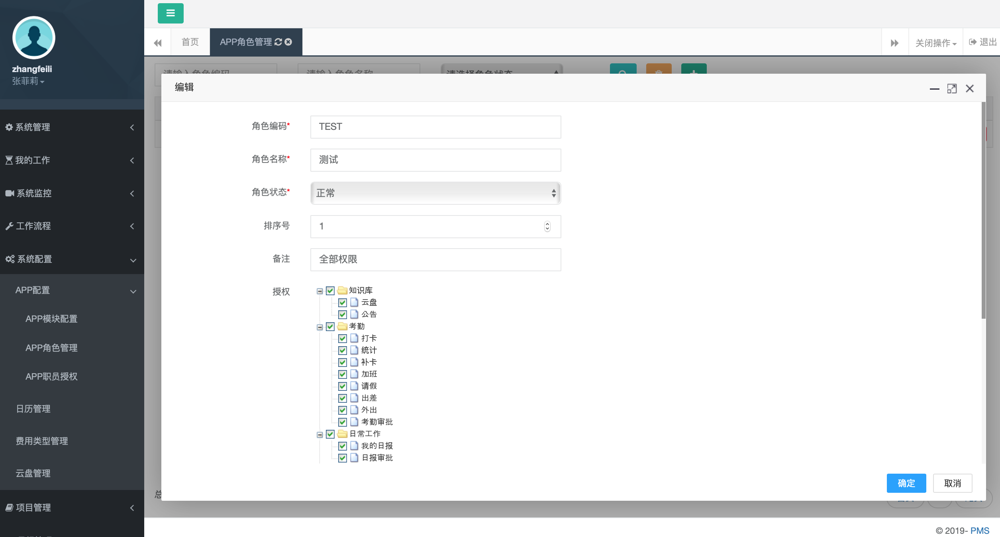 zhangfeili
张菲莉
系统管理
我的工作
系统监控
工作流程
系统配置
APP配置
APP模块配置
APP角色管理
APP职员授权
日历管理
费用类型管理
云盘管理
项目管理
首页
APP角色管理
关闭操作
退出
请输入角色编码
请输入角色名称
请选择角色状态
编辑
角色编码*
TEST
角色名称*
测试
角色状态*
正常
排序号
1
备注
全部权限
授权
知识库
云盘
公告
考勤
打卡
统计
补卡
加班
请假
出差
外出
考勤审批
日常工作
我的日报
日报审批
确定
取消
总
© 2019- PMS